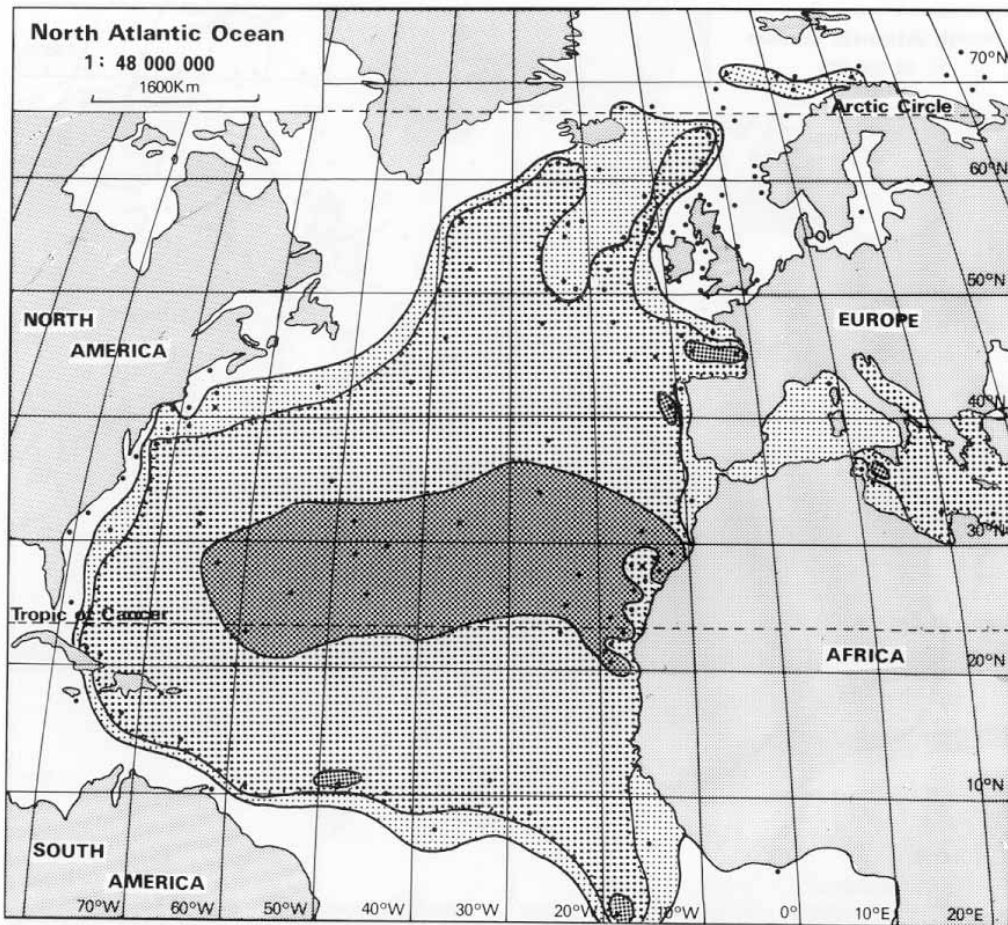 North Atlantic Ocean
1: 48 000 000
1600Km
70°N
Arctic Circle
60°N
50°N
NORTH
AMERICA
EUROPE
40°N
30°N
Tropic of Cancer
AFRICA
20°N
10°N
SOUTH
AMERICA
70°W
60°W
50°W
40°W
30°W
20°W
10°W
0°
10°E
20°E